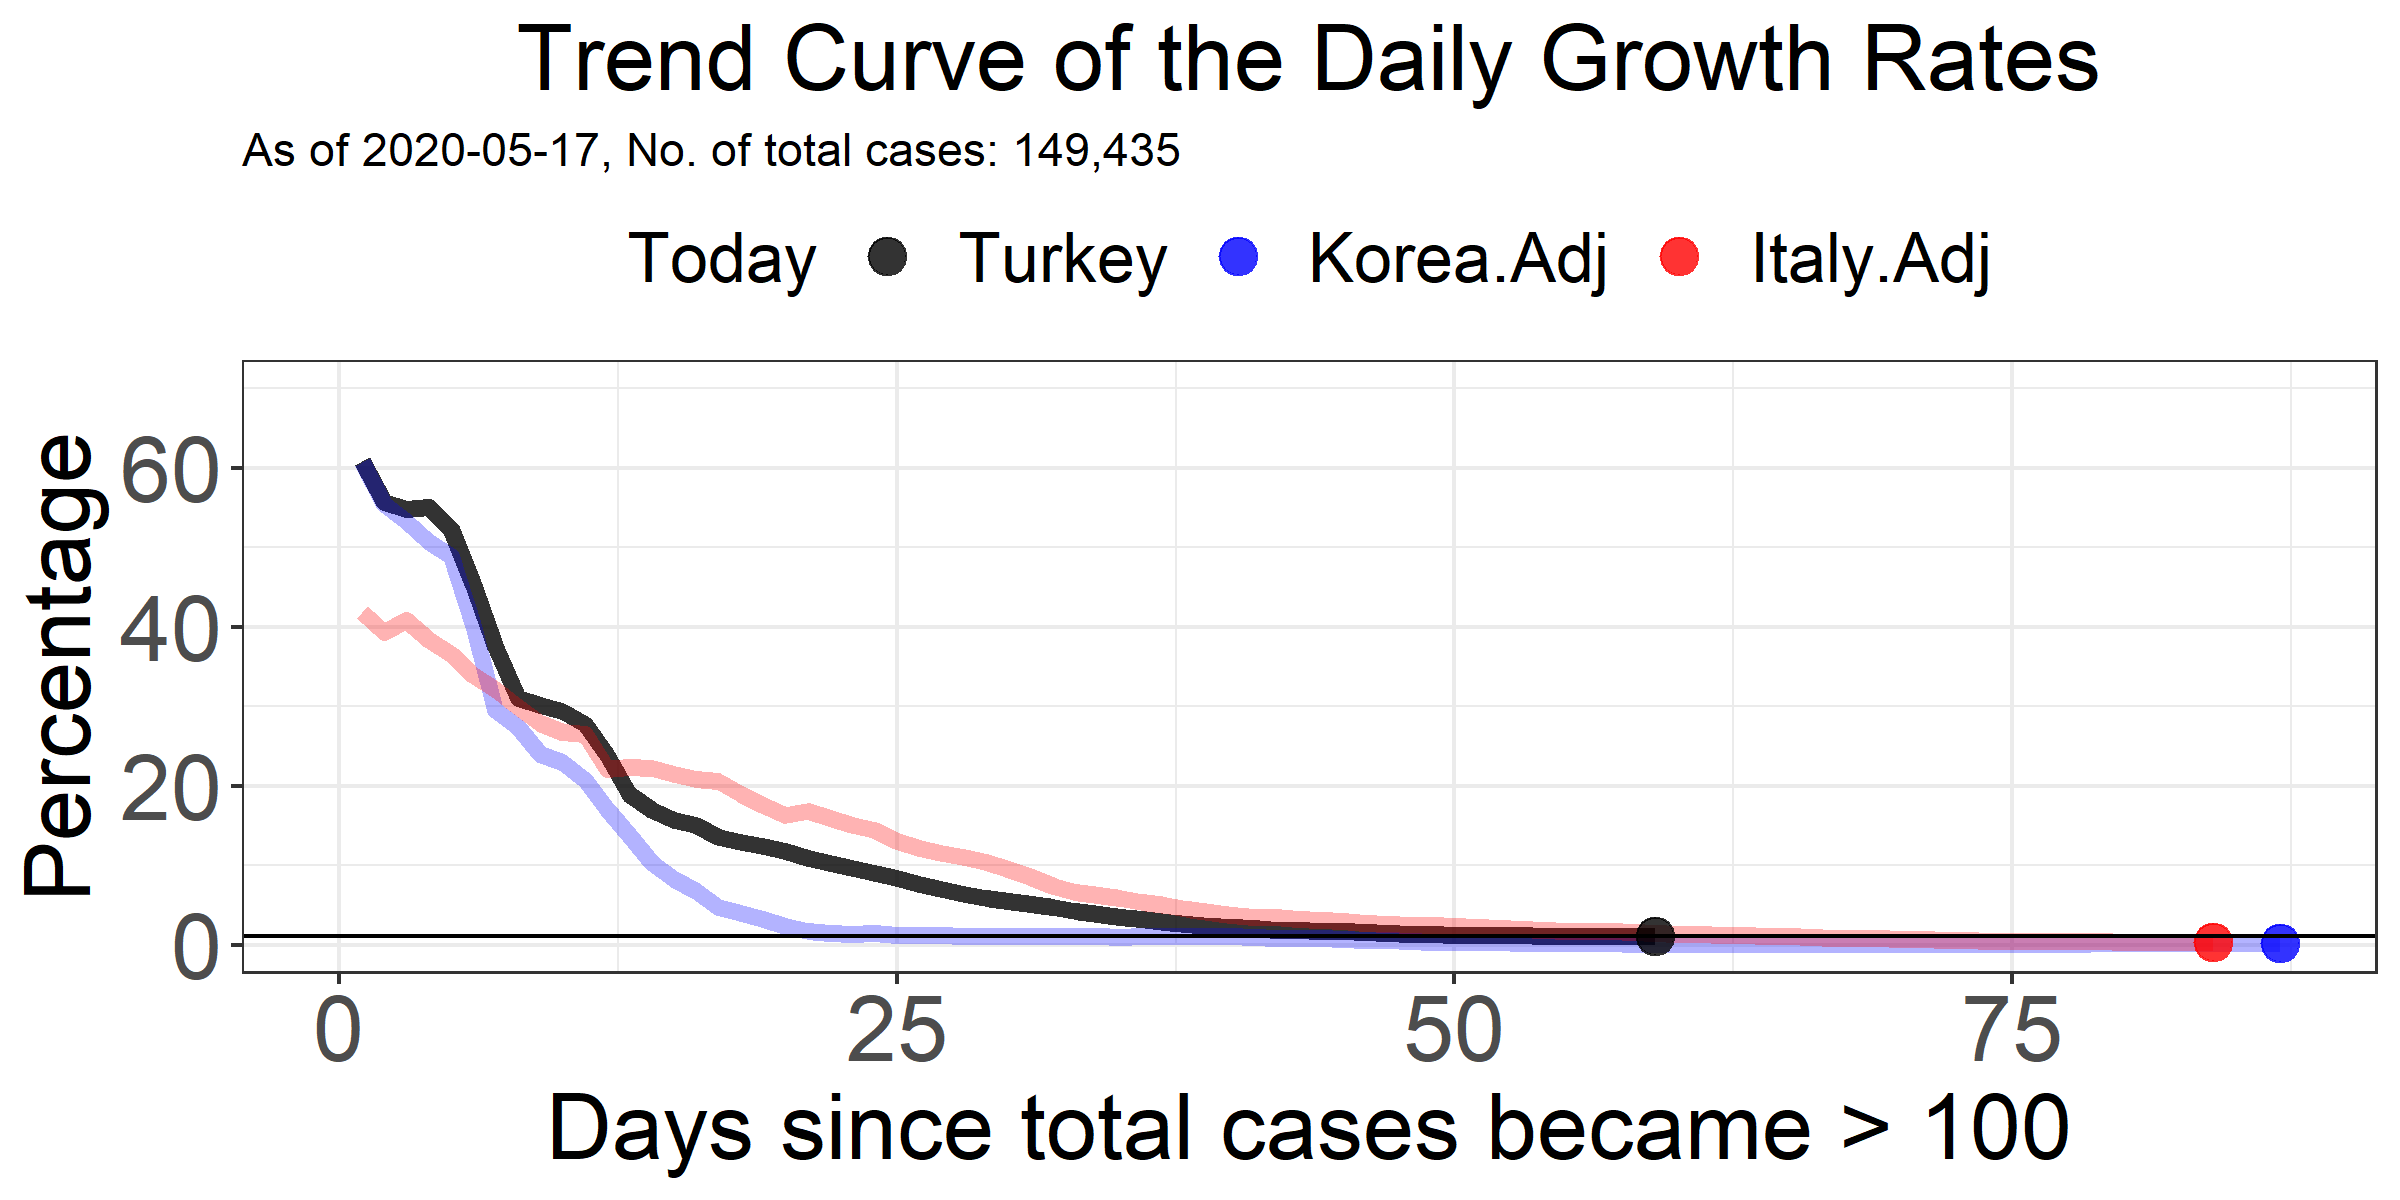 Trend Curve of the Daily Growth Rates
As of 2020-05-17, No. of total cases: 149,435
Today Turkey Korea.Adj Italy.Adj
Percentage
60
40
20
0
0 25 50 75
Days since total cases became > 100